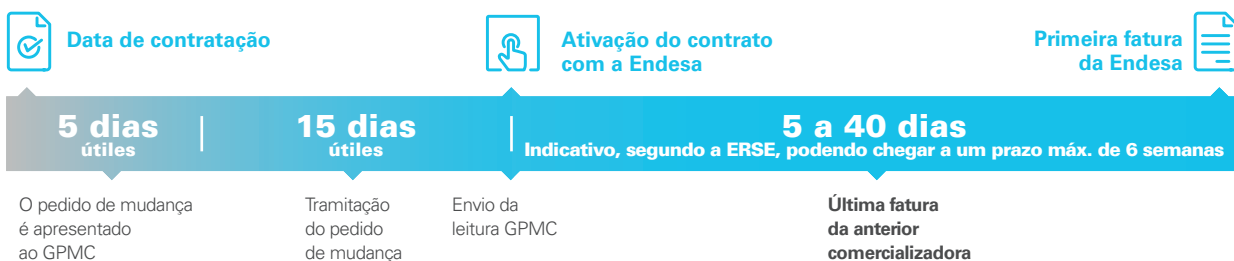 Data de contratação
Ativação do contrato
com a Endesa
Primeira fatura
da Endesa
5 dias
útiles
15 dias
útiles
5 a 40 dias
Indicativo, segundo a ERSE, podendo chegar a um prazo máx. de 6 semanas
O pedido de mudança
é apresentado
ao GPMC
Tramitação
do pedido
de mudança
Envio da
leitura GPMC
Última fatura
da anterior
comercializadora